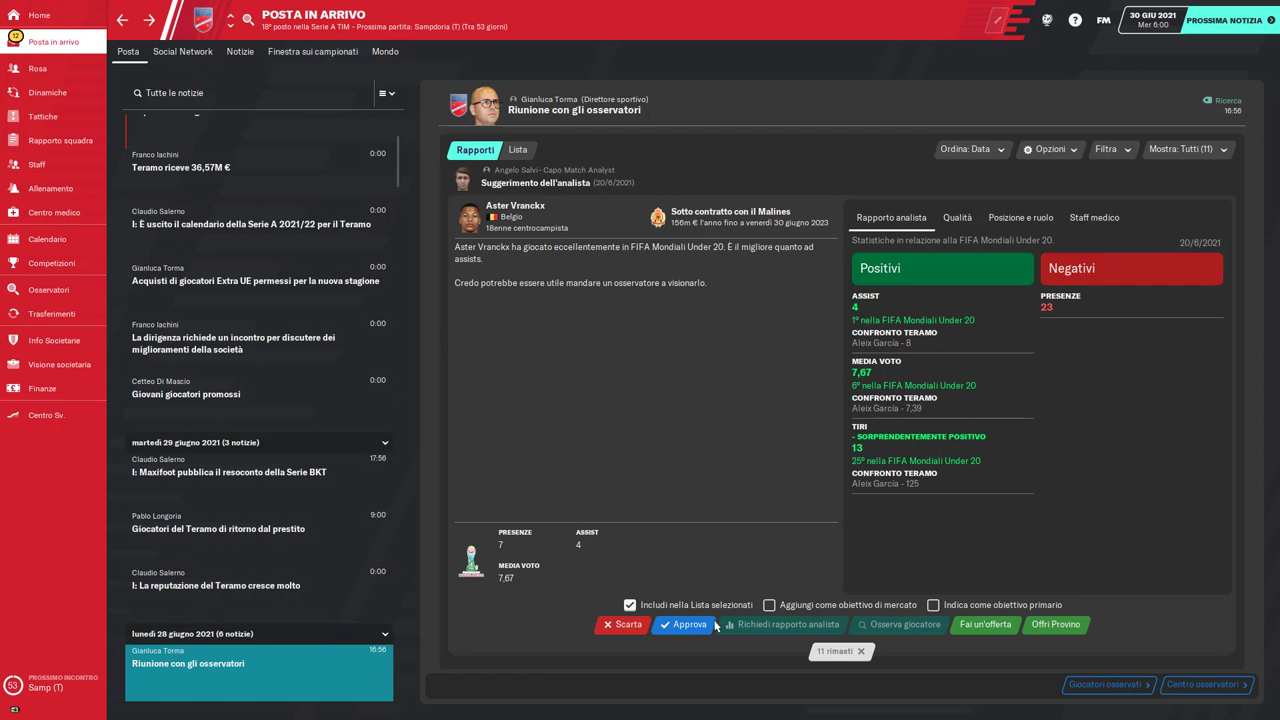 Home
12
Posta in arrivo
Rosa
Dinamiche
Tattiche
Rapporto squadra
Staff
Allenamento
Centro medico
Calendario
Competizioni
Osservatori
Trasferimenti
Info Societarie
Visione societaria
Finanze
Centro Sv.
53
PROSSIMO INCONTRO
Samp (T)
POSTA IN ARRIVO
18° posto nella Serie A TIM - Prossima partita: Sampdoria (T) (Tra 53 giorni)
?
FM
30 GIU 2021
Mer 6:00
PROSSIMA NOTIZIA
Posta
Social Network
Notizie
Finestra sui campionati
Mondo
Tutte le notizie
Franco Iachini
0:00
Teramo riceve 36,57M €
Claudio Salerno
0:00
I: È uscito il calendario della Serie A 2021/22 per il Teramo
Gianluca Torma
0:00
Acquisti di giocatori Extra UE permessi per la nuova stagione
Franco Iachini
0:00
La dirigenza richiede un incontro per discutere dei
miglioramenti della società
Cetteo Di Mascio
0:00
Giovani giocatori promossi
martedì 29 giugno 2021 (3 notizie)
Claudio Salerno
17:56
I: Maxifoot pubblica il resoconto della Serie BKT
Pablo Longoria
9:00
Giocatori del Teramo di ritorno dal prestito
Claudio Salerno
0:00
I: La reputazione del Teramo cresce molto
lunedì 28 giugno 2021 (6 notizie)
Gianluca Torma
16:56
Riunione con gli osservatori
Gianluca Torma (Direttore sportivo)
Riunione con gli osservatori
Ricerca
16:56
Rapporti
Lista
Ordina: Data
Opzioni
Filtra
Mostra: Tutti (11)
Angelo Salvi- Capo Match Analyst
Suggerimento dell'analista (20/6/2021)
Aster Vranckx
Belgio
18enne centrocampista
Sotto contratto con il Malines
156m € l'anno fino a venerdì 30 giugno 2023
Aster Vranckx ha giocato eccellentemente in FIFA Mondiali Under 20. È il migliore quanto ad
assists.
Credo potrebbe essere utile mandare un osservatore a visionarlo.
PRESENZE
7
ASSIST
4
MEDIA VOTO
7,67
Rapporto analista
Qualità
Posizione e ruolo
Staff medico
Statistiche in relazione alla FIFA Mondiali Under 20.
20/6/2021
Positivi
ASSIST
4
1° nella FIFA Mondiali Under 20
CONFRONTO TERAMO
Aleix García - 8
MEDIA VOTO
7,67
6° nella FIFA Mondiali Under 20
CONFRONTO TERAMO
Aleix García - 7,39
TIRI
- SORPRENDENTEMENTE POSITIVO
13
25° nella FIFA Mondiali Under 20
CONFRONTO TERAMO
Aleix García - 125
Negativi
PRESENZE
23
Includi nella Lista selezionati
Aggiungi come obiettivo di mercato
Indica come obiettivo primario
Scarta
Approva
Richiedi rapporto analista
Osserva giocatore
Fai un'offerta
Offri Provino
11 rimasti
Giocatori osservati
Centro osservatori